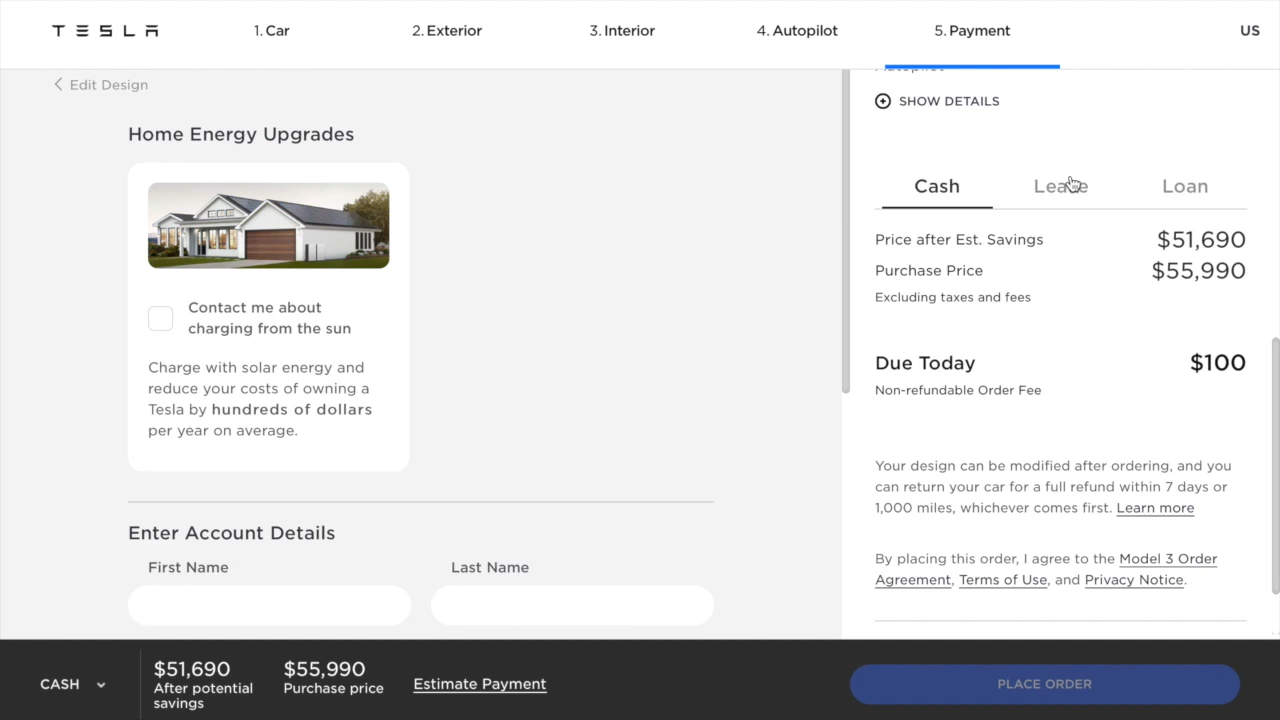 TESLA
1. Car
2. Exterior
3. Interior
4. Autopilot
5. Payment
US
Edit Design
Home Energy Upgrades
Contact me about
charging from the sun
Charge with solar energy and
reduce your costs of owning a
Tesla by hundreds of dollars
per year on average.
Enter Account Details
First Name
Last Name
Autopilot
SHOW DETAILS
Cash
Lease
Loan
Price after Est. Savings $51,690
Purchase Price $55,990
Excluding taxes and fees
Due Today $100
Non-refundable Order Fee
Your design can be modified after ordering, and you
can return your car for a full refund within 7 days or
1,000 miles, whichever comes first. Learn more
By placing this order, I agree to the Model 3 Order
Agreement, Terms of Use, and Privacy Notice.
CASH
$51,690
After potential
savings
$55,990
Purchase price
Estimate Payment
PLACE ORDER